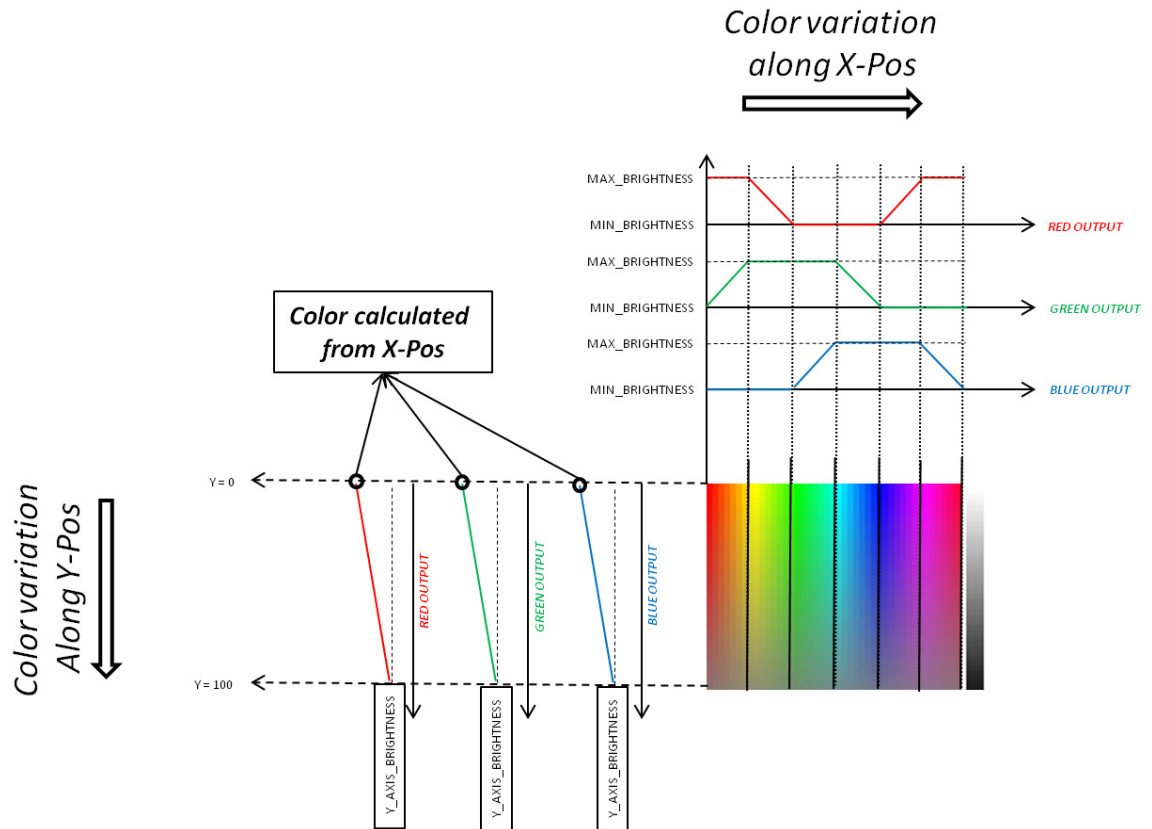 Color variation
along X-Pos
MAX_BRIGHTNESS
MIN_BRIGHTNESS
RED OUTPUT
MAX_BRIGHTNESS
MIN_BRIGHTNESS
GREEN OUTPUT
MAX_BRIGHTNESS
MIN_BRIGHTNESS
BLUE OUTPUT
Color calculated
from X-Pos
Color variation
Along Y-Pos
Y = 0
RED OUTPUT
GREEN OUTPUT
BLUE OUTPUT
Y = 100
Y_AXIS_BRIGHTNESS
Y_AXIS_BRIGHTNESS
Y_AXIS_BRIGHTNESS